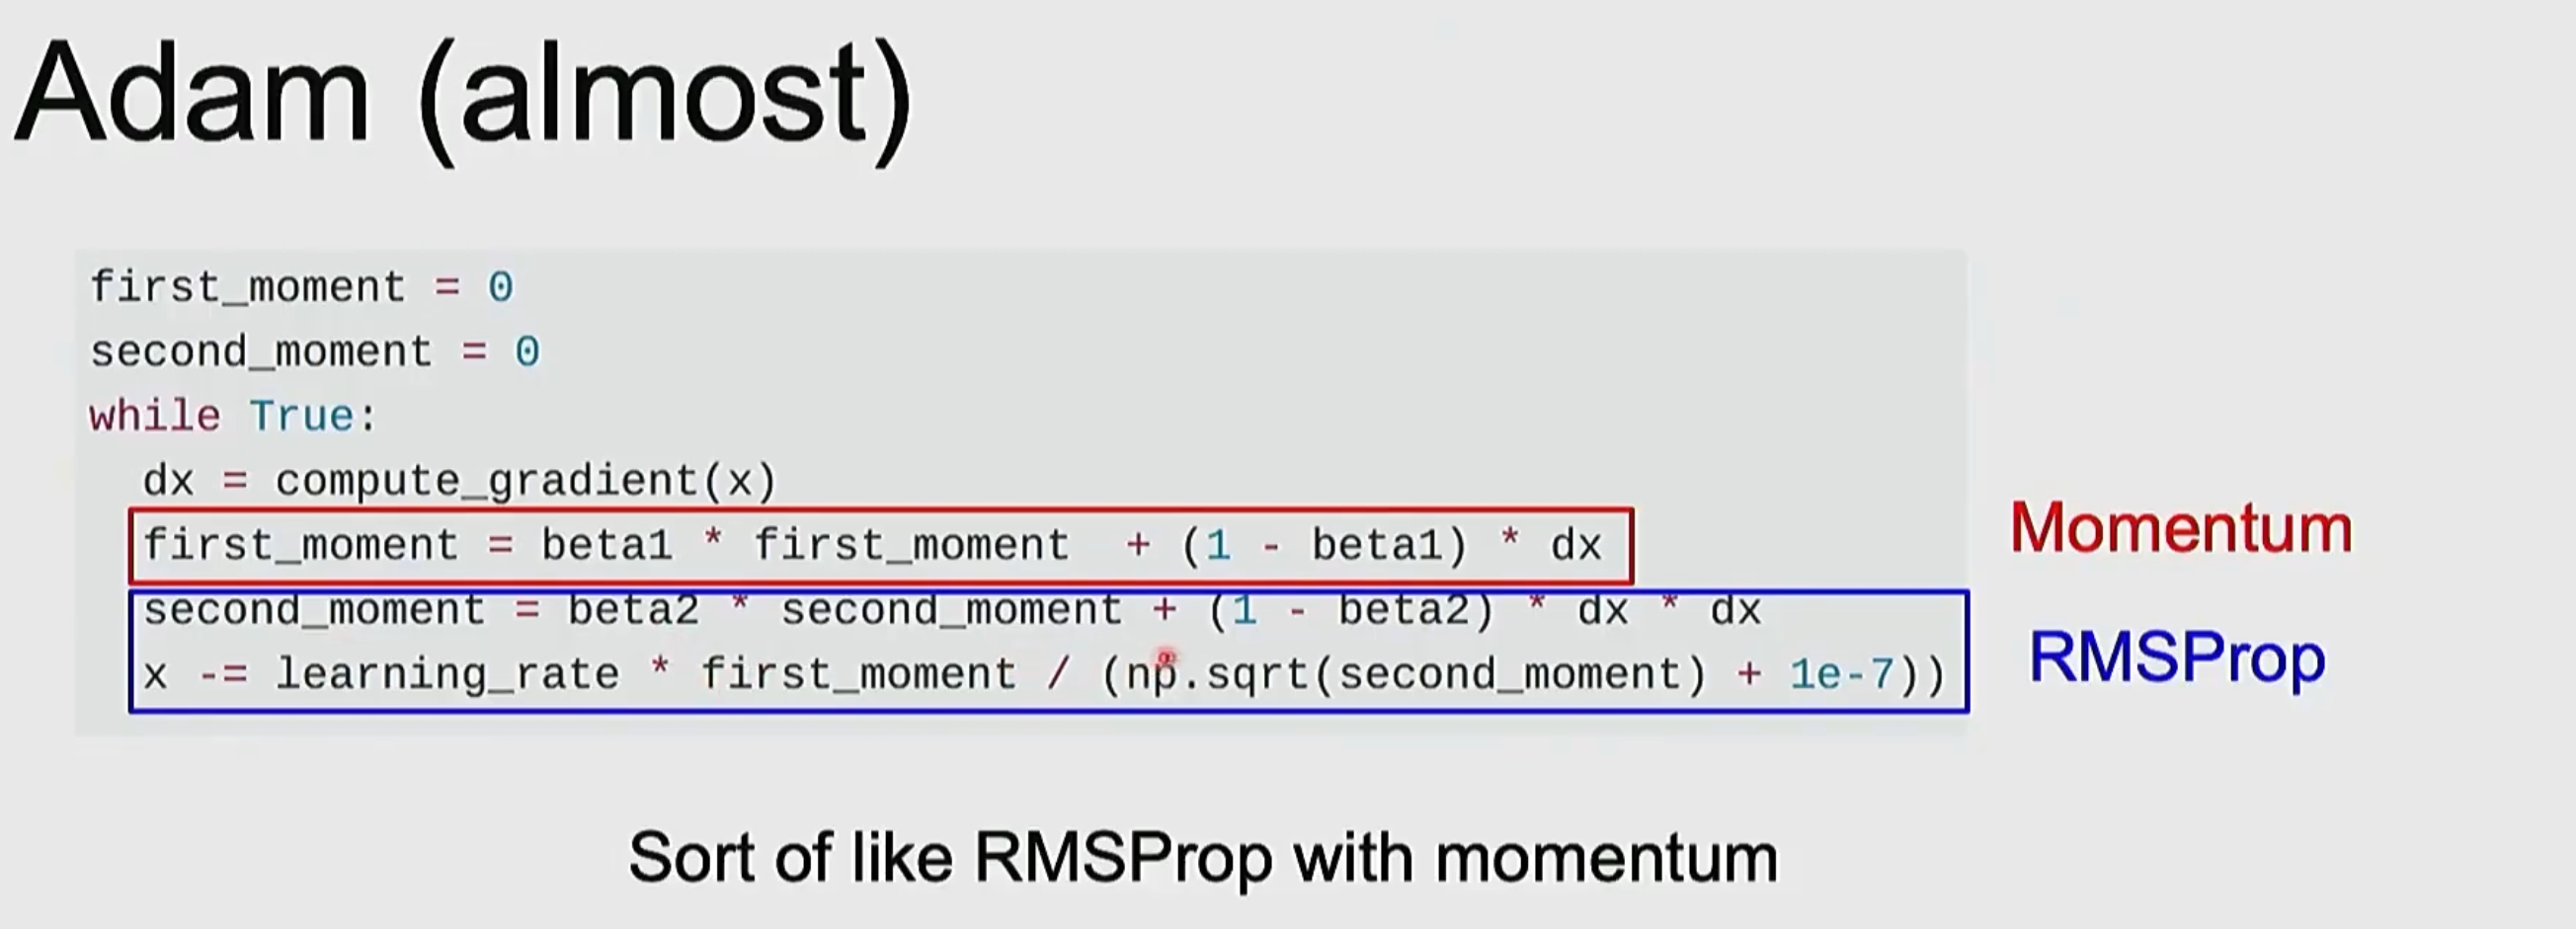 Adam (almost)
first_moment = 0
second_moment = 0
while True:
dx = compute_gradient(x)
first_moment = beta1 * first_moment + (1 - beta1) * dx
Momentum
second_moment = beta2 * second_moment + (1 - beta2) * dx * dx
x -= learning_rate * first_moment / (np.sqrt(second_moment) + 1e-7))
RMSProp
Sort of like RMSProp with momentum